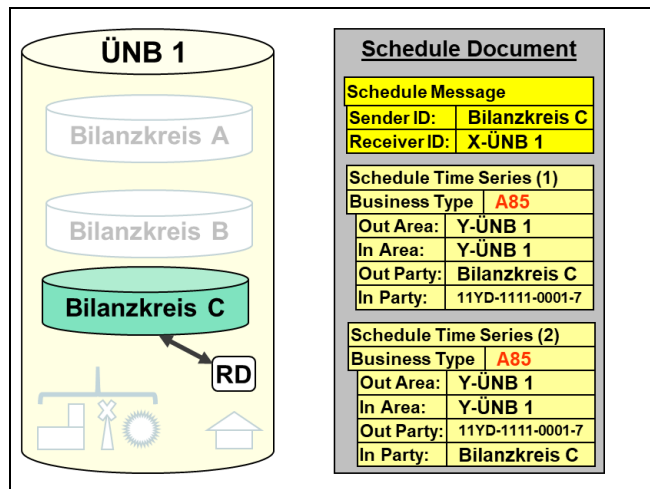 ÜNB 1
Bilanzkreis A
Bilanzkreis B
Bilanzkreis C
RD
Schedule Document
Schedule Message
Sender ID: Bilanzkreis C
Receiver ID: X-ÜNB 1
Schedule Time Series (1)
Business Type A85
Out Area: Y-ÜNB 1
In Area: Y-ÜNB 1
Out Party: Bilanzkreis C
In Party: 11YD-1111-0001-7
Schedule Time Series (2)
Business Type A85
Out Area: Y-ÜNB 1
In Area: Y-ÜNB 1
Out Party: 11YD-1111-0001-7
In Party: Bilanzkreis C